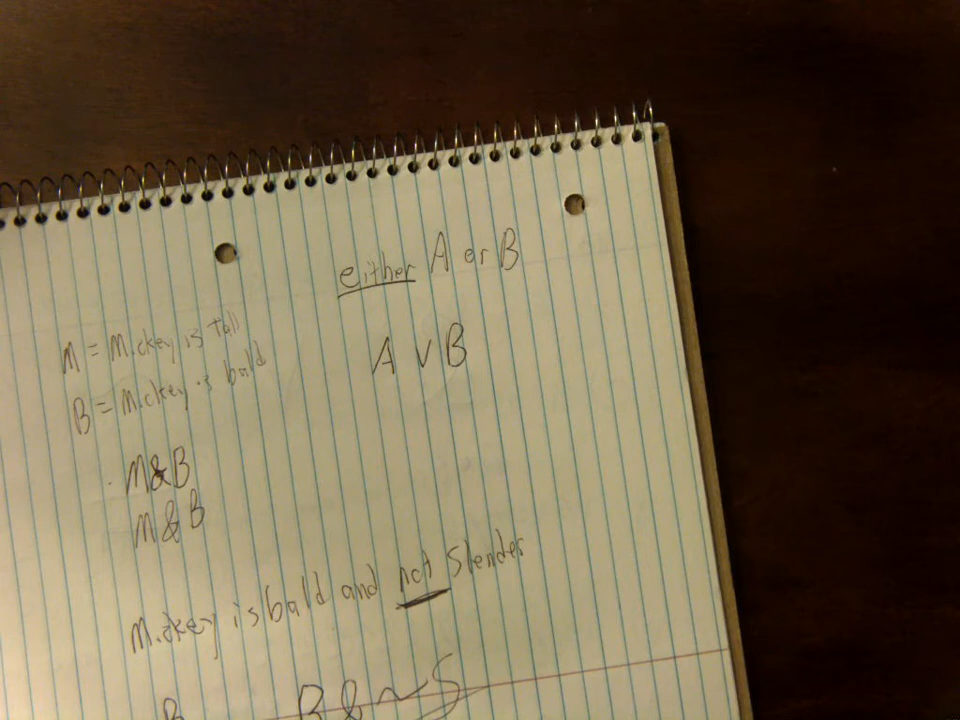 either A or B
M = Mickey is tall
A v B
B = Mickey is bald
M&B
M&B
Mickey is bald and not Slender
B B & ~S